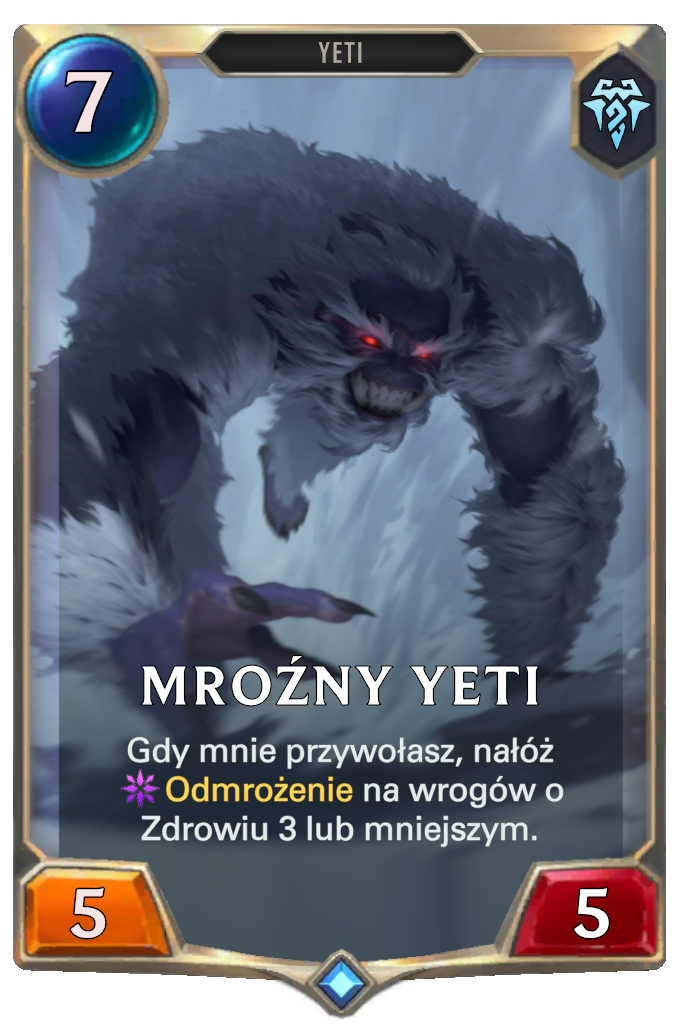 YETI
7
MROŹNY YETI
Gdy mnie przywołasz, nałóż
Odmrożenie na wrogów o
Zdrowiu 3 lub mniejszym.
5
5